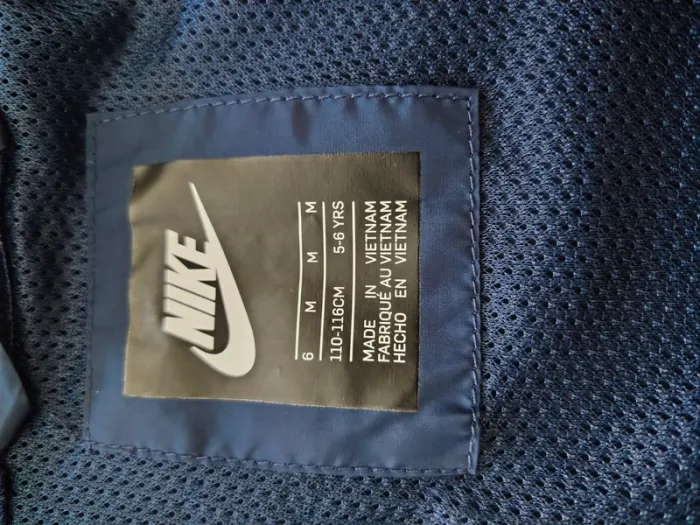 NIKE
6 M M M
110-116CM 5-6 YRS
MADE IN VIETNAM
FABRIQUÉ AU VIETNAM
HECHO EN VIETNAM